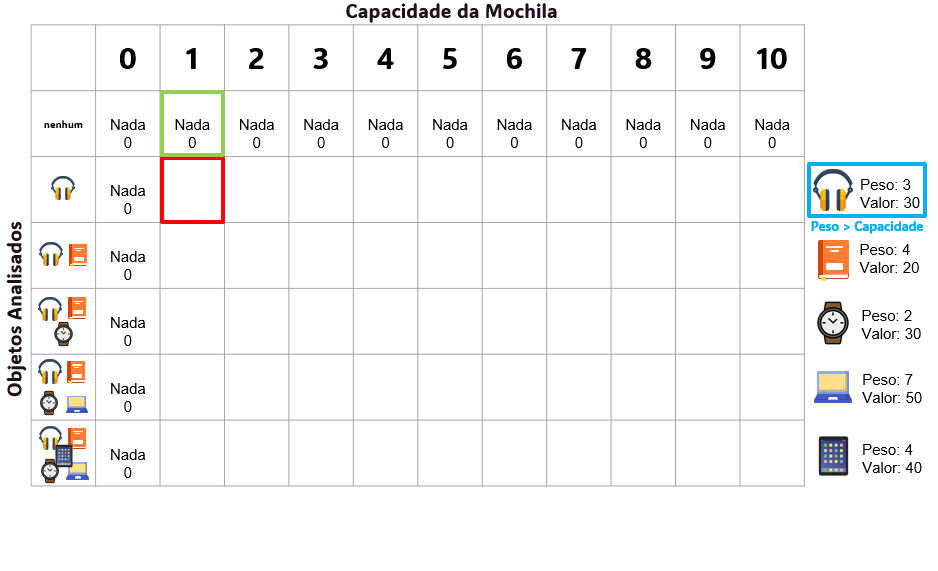 Capacidade da Mochila
0 1 2 3 4 5 6 7 8 9 10
nenhum Nada Nada Nada Nada Nada Nada Nada Nada Nada Nada Nada
0 0 0 0 0 0 0 0 0 0 0
Objetos Analisados
Nada
0
Peso: 3
Valor: 30
Peso > Capacidade
Nada
0
Peso: 4
Valor: 20
Nada
0
Peso: 2
Valor: 30
Nada
0
Peso: 7
Valor: 50
Nada
0
Peso: 4
Valor: 40